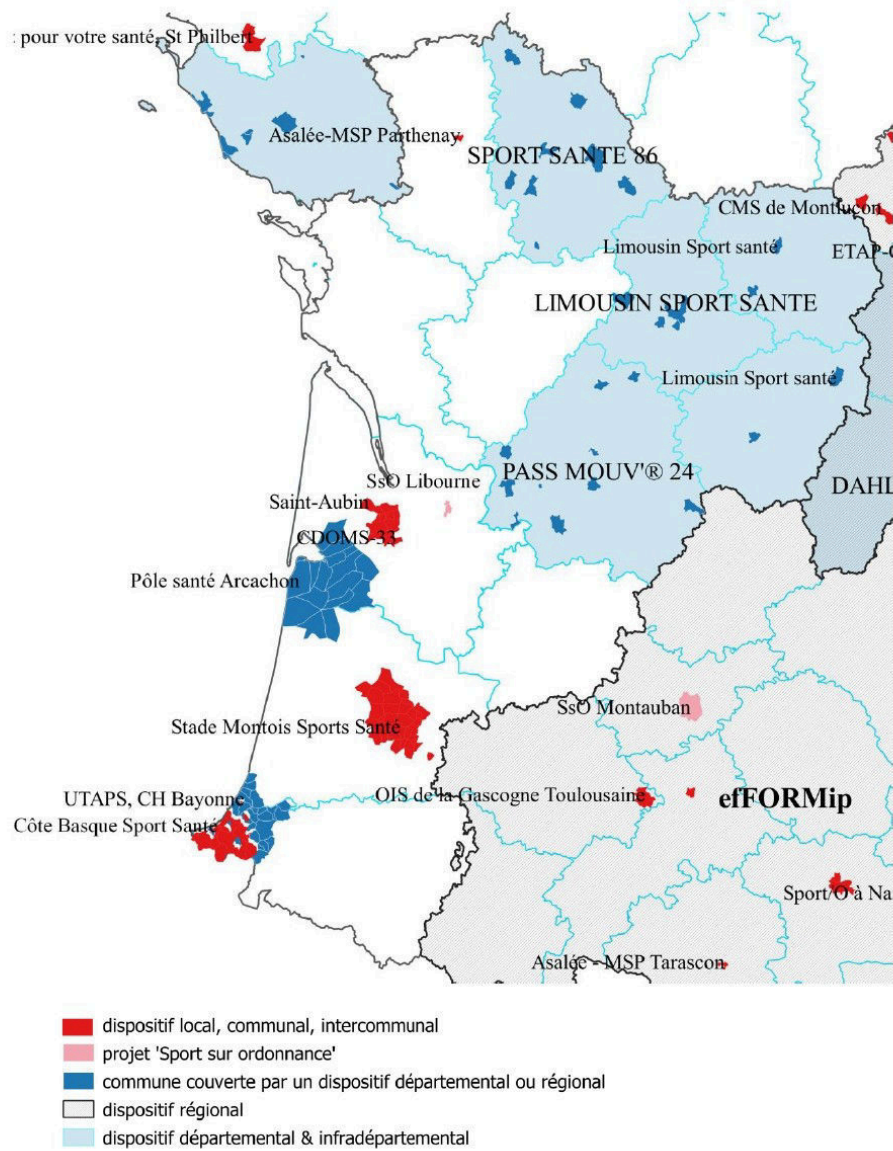 : pour votre santé, St Philbert
Asalée-MSP Parthenay
SPORT SANTE 86
CMS de Montluçon
Limousin Sport santé
ETAP-
LIMOUSIN SPORT SANTE
Limousin Sport santé
PASS MOUV'® 24
SsO Libourne
DAHL
Saint-Aubin
CDOMS-33
Pôle santé Arcachon
SsO Montauban
Stade Montois Sports Santé
UTAPS, CH Bayonne
OIS de la Gascogne Toulousaine
efFORMip
Côte Basque Sport Santé
Sport/O à Na
Asalée - MSP Tarascon
dispositif local, communal, intercommunal
projet 'Sport sur ordonnance'
commune couverte par un dispositif départemental ou régional
dispositif régional
dispositif départemental & infradépartemental